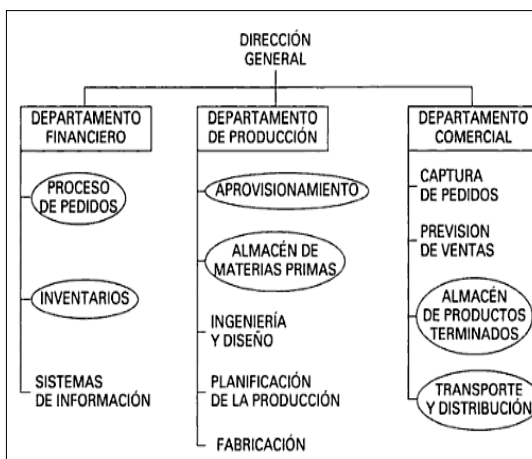 DIRECCIÓN
GENERAL
DEPARTAMENTO
FINANCIERO
PROCESO
DE PEDIDOS
INVENTARIOS
SISTEMAS
DE INFORMACIÓN
DEPARTAMENTO
DE PRODUCCIÓN
APROVISIONAMIENTO
ALMACÉN DE
MATERIAS PRIMAS
INGENIERÍA
Y DISEÑO
PLANIFICACIÓN
DE LA PRODUCCIÓN
FABRICACIÓN
DEPARTAMENTO
COMERCIAL
CAPTURA
DE PEDIDOS
PREVISION
DE VENTAS
ALMACÉN
DE PRODUCTOS
TERMINADOS
TRANSPORTE
Y DISTRIBUCIÓN